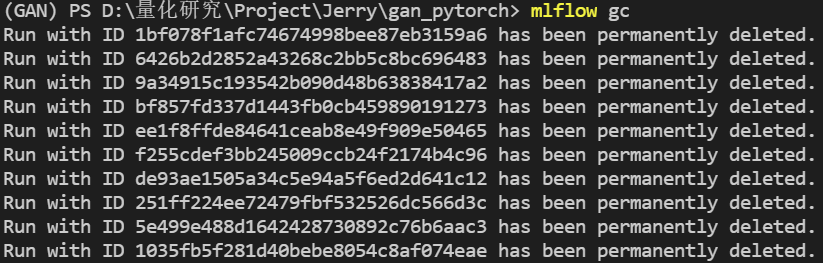 (GAN) PS D:\量化研究\Project\Jerry\gan_pytorch> mlflow gc
Run with ID 1bf078f1afc74674998bee87eb3159a6 has been permanently deleted.
Run with ID 6426b2d2852a43268c2bb5c8bc696483 has been permanently deleted.
Run with ID 9a34915c193542b090d48b63838417a2 has been permanently deleted.
Run with ID bf857fd337d1443fb0cb459890191273 has been permanently deleted.
Run with ID ee1f8ffde84641ceab8e49f909e50465 has been permanently deleted.
Run with ID f255cdef3bb245009ccb24f2174b4c96 has been permanently deleted.
Run with ID de93ae1505a34c5e94a5f6ed2d641c12 has been permanently deleted.
Run with ID 251ff224ee72479fbf532526dc566d3c has been permanently deleted.
Run with ID 5e499e488d1642428730892c76b6aac3 has been permanently deleted.
Run with ID 1035fb5f281d40bebe8054c8af074eae has been permanently deleted.